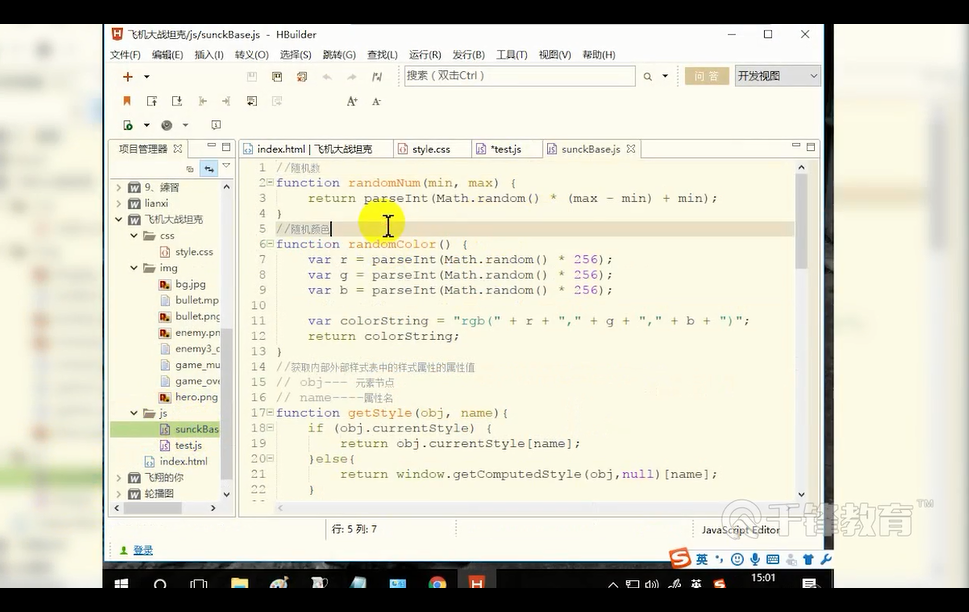 飞机大战坦克/js/sunckBase.js - HBuilder
文件(F) 编辑(E) 插入(I) 转义(O) 选择(S) 跳转(G) 查找(L) 运行(R) 发行(B) 工具(T) 视图(V) 帮助(H)
搜索（双击Ctrl） 问 答 开发视图
A+ A-
项目管理器 index.html | 飞机大战坦克 style.css *test.js sunckBase.js
9、练习
lianxi
飞机大战坦克
css
style.css
img
bg.jpg
bullet.mp
bullet.png
enemy.pn
enemy3_c
game_mu
game_ove
hero.png
js
sunckBas
test.js
index.html
飞翔的你
轮播图
1 //随机数
2 function randomNum(min, max) {
3 return parseInt(Math.random() * (max - min) + min);
4 }
5 //随机颜色
6 function randomColor() {
7 var r = parseInt(Math.random() * 256);
8 var g = parseInt(Math.random() * 256);
9 var b = parseInt(Math.random() * 256);
10
11 var colorString = "rgb(" + r + "," + g + "," + b + ")";
12 return colorString;
13 }
14 //获取内部外部样式表中的样式属性的属性值
15 // obj--- 元素节点
16 // name----属性名
17 function getStyle(obj, name){
18 if (obj.currentStyle) {
19 return obj.currentStyle[name];
20 }else{
21 return window.getComputedStyle(obj,null)[name];
22 }
千锋教育™
行: 5 列: 7 JavaScript Editor
登录
英
英 15:01